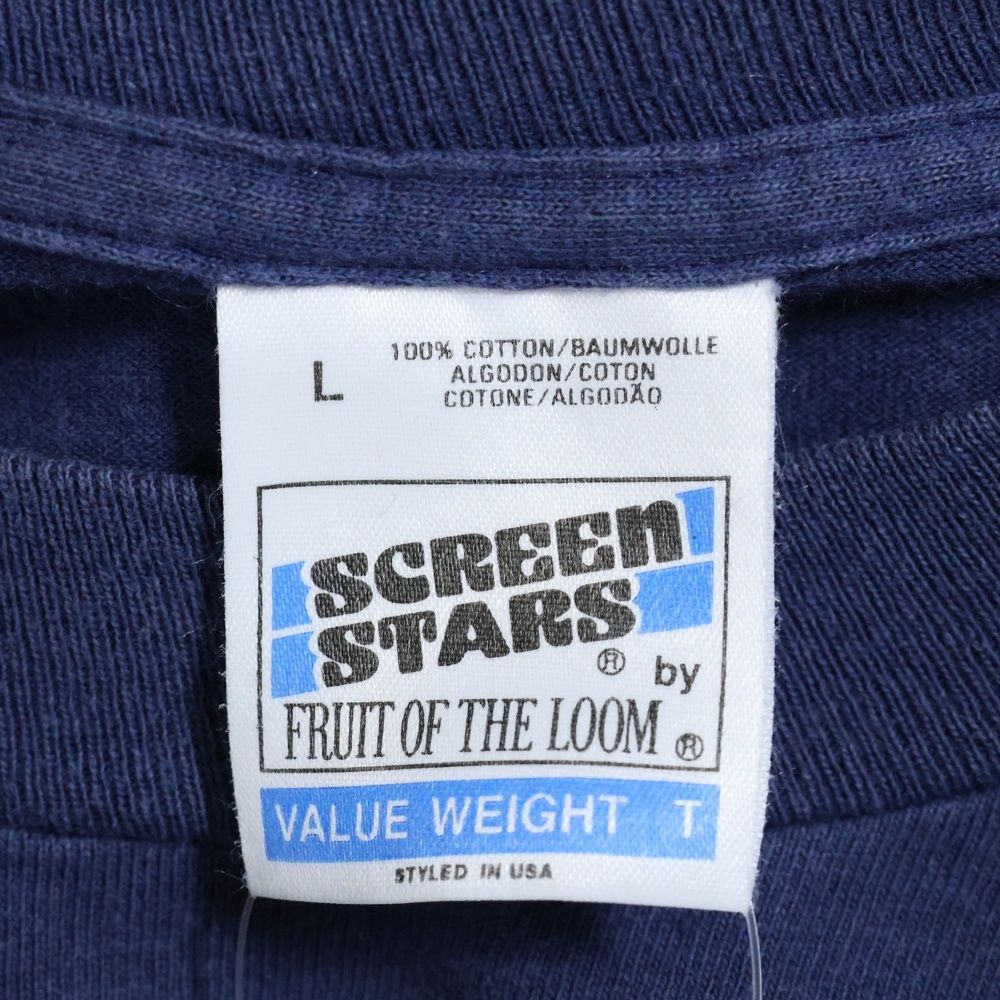 L
100% COTTON/BAUMWOLLE
ALGODON/COTON
COTONE/ALGODÃO
SCREEN
STARS ® by
FRUIT OF THE LOOM ®
VALUE WEIGHT T
STYLED IN USA